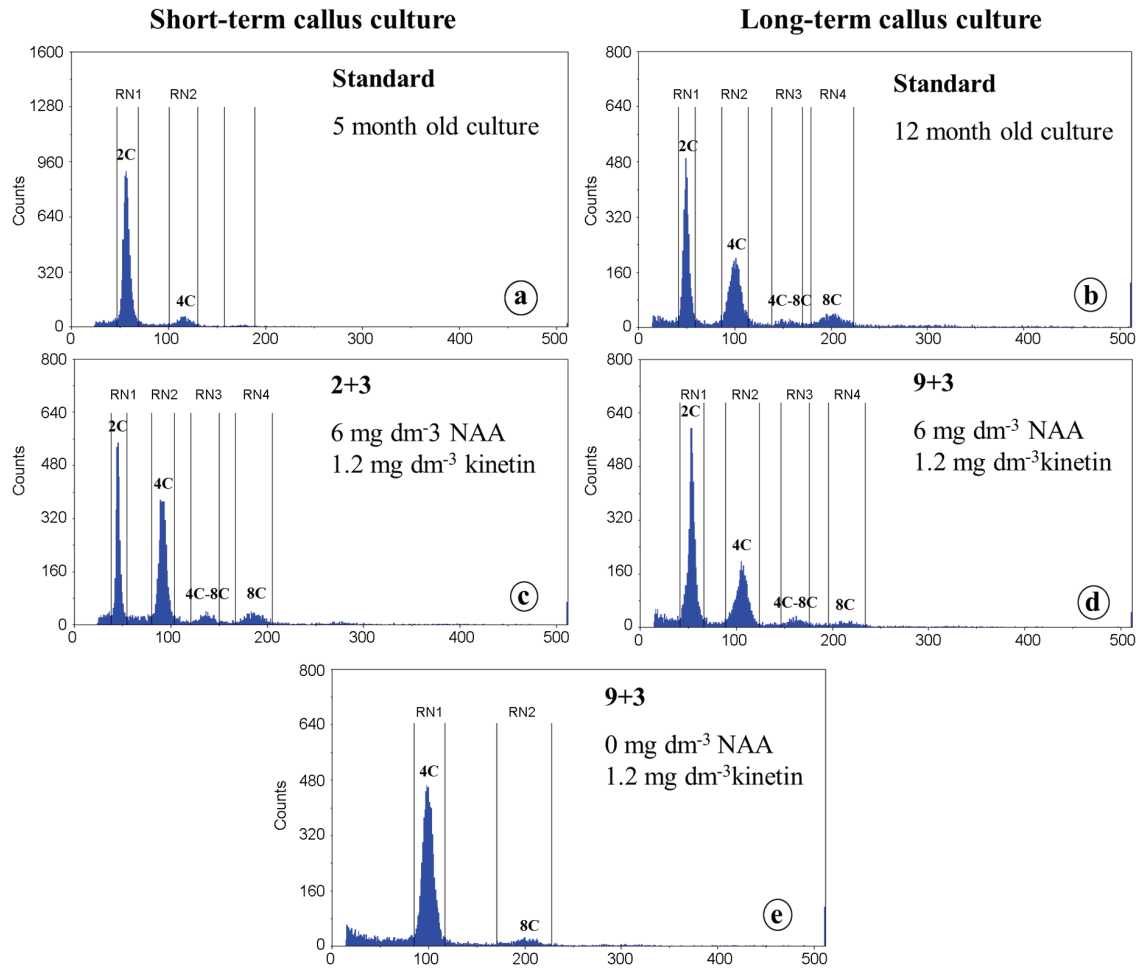 Short-term callus culture
Long-term callus culture
1600
1280
960
640
320
0
Counts
RN1
RN2
2C
4C
Standard
5 month old culture
a
0
100
200
300
400
500
800
640
480
320
160
0
Counts
RN1
RN2
RN3
RN4
2C
4C
4C-8C
8C
Standard
12 month old culture
b
0
100
200
300
400
500
800
640
480
320
160
0
Counts
RN1
RN2
RN3
RN4
2C
4C
4C-8C
8C
2+3
6 mg dm-3 NAA
1.2 mg dm⁻³ kinetin
c
0
100
200
300
400
500
800
640
480
320
160
0
Counts
RN1
RN2
RN3
RN4
2C
4C
4C-8C
8C
9+3
6 mg dm⁻³ NAA
1.2 mg dm⁻³kinetin
d
0
100
200
300
400
500
800
640
480
320
160
0
Counts
RN1
RN2
4C
8C
9+3
0 mg dm⁻³ NAA
1.2 mg dm⁻³kinetin
e
0
100
200
300
400
500